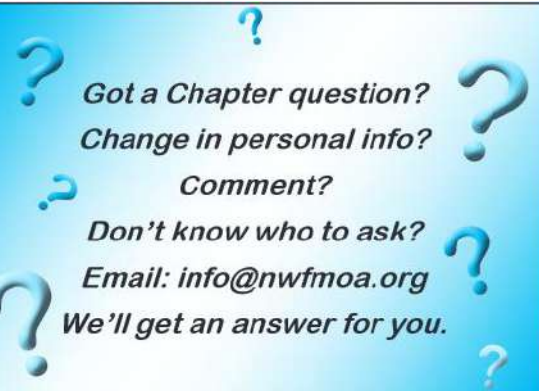 Got a Chapter question?
Change in personal info?
Comment?
Don't know who to ask?
Email: info@nwfmoa.org
We'll get an answer for you.